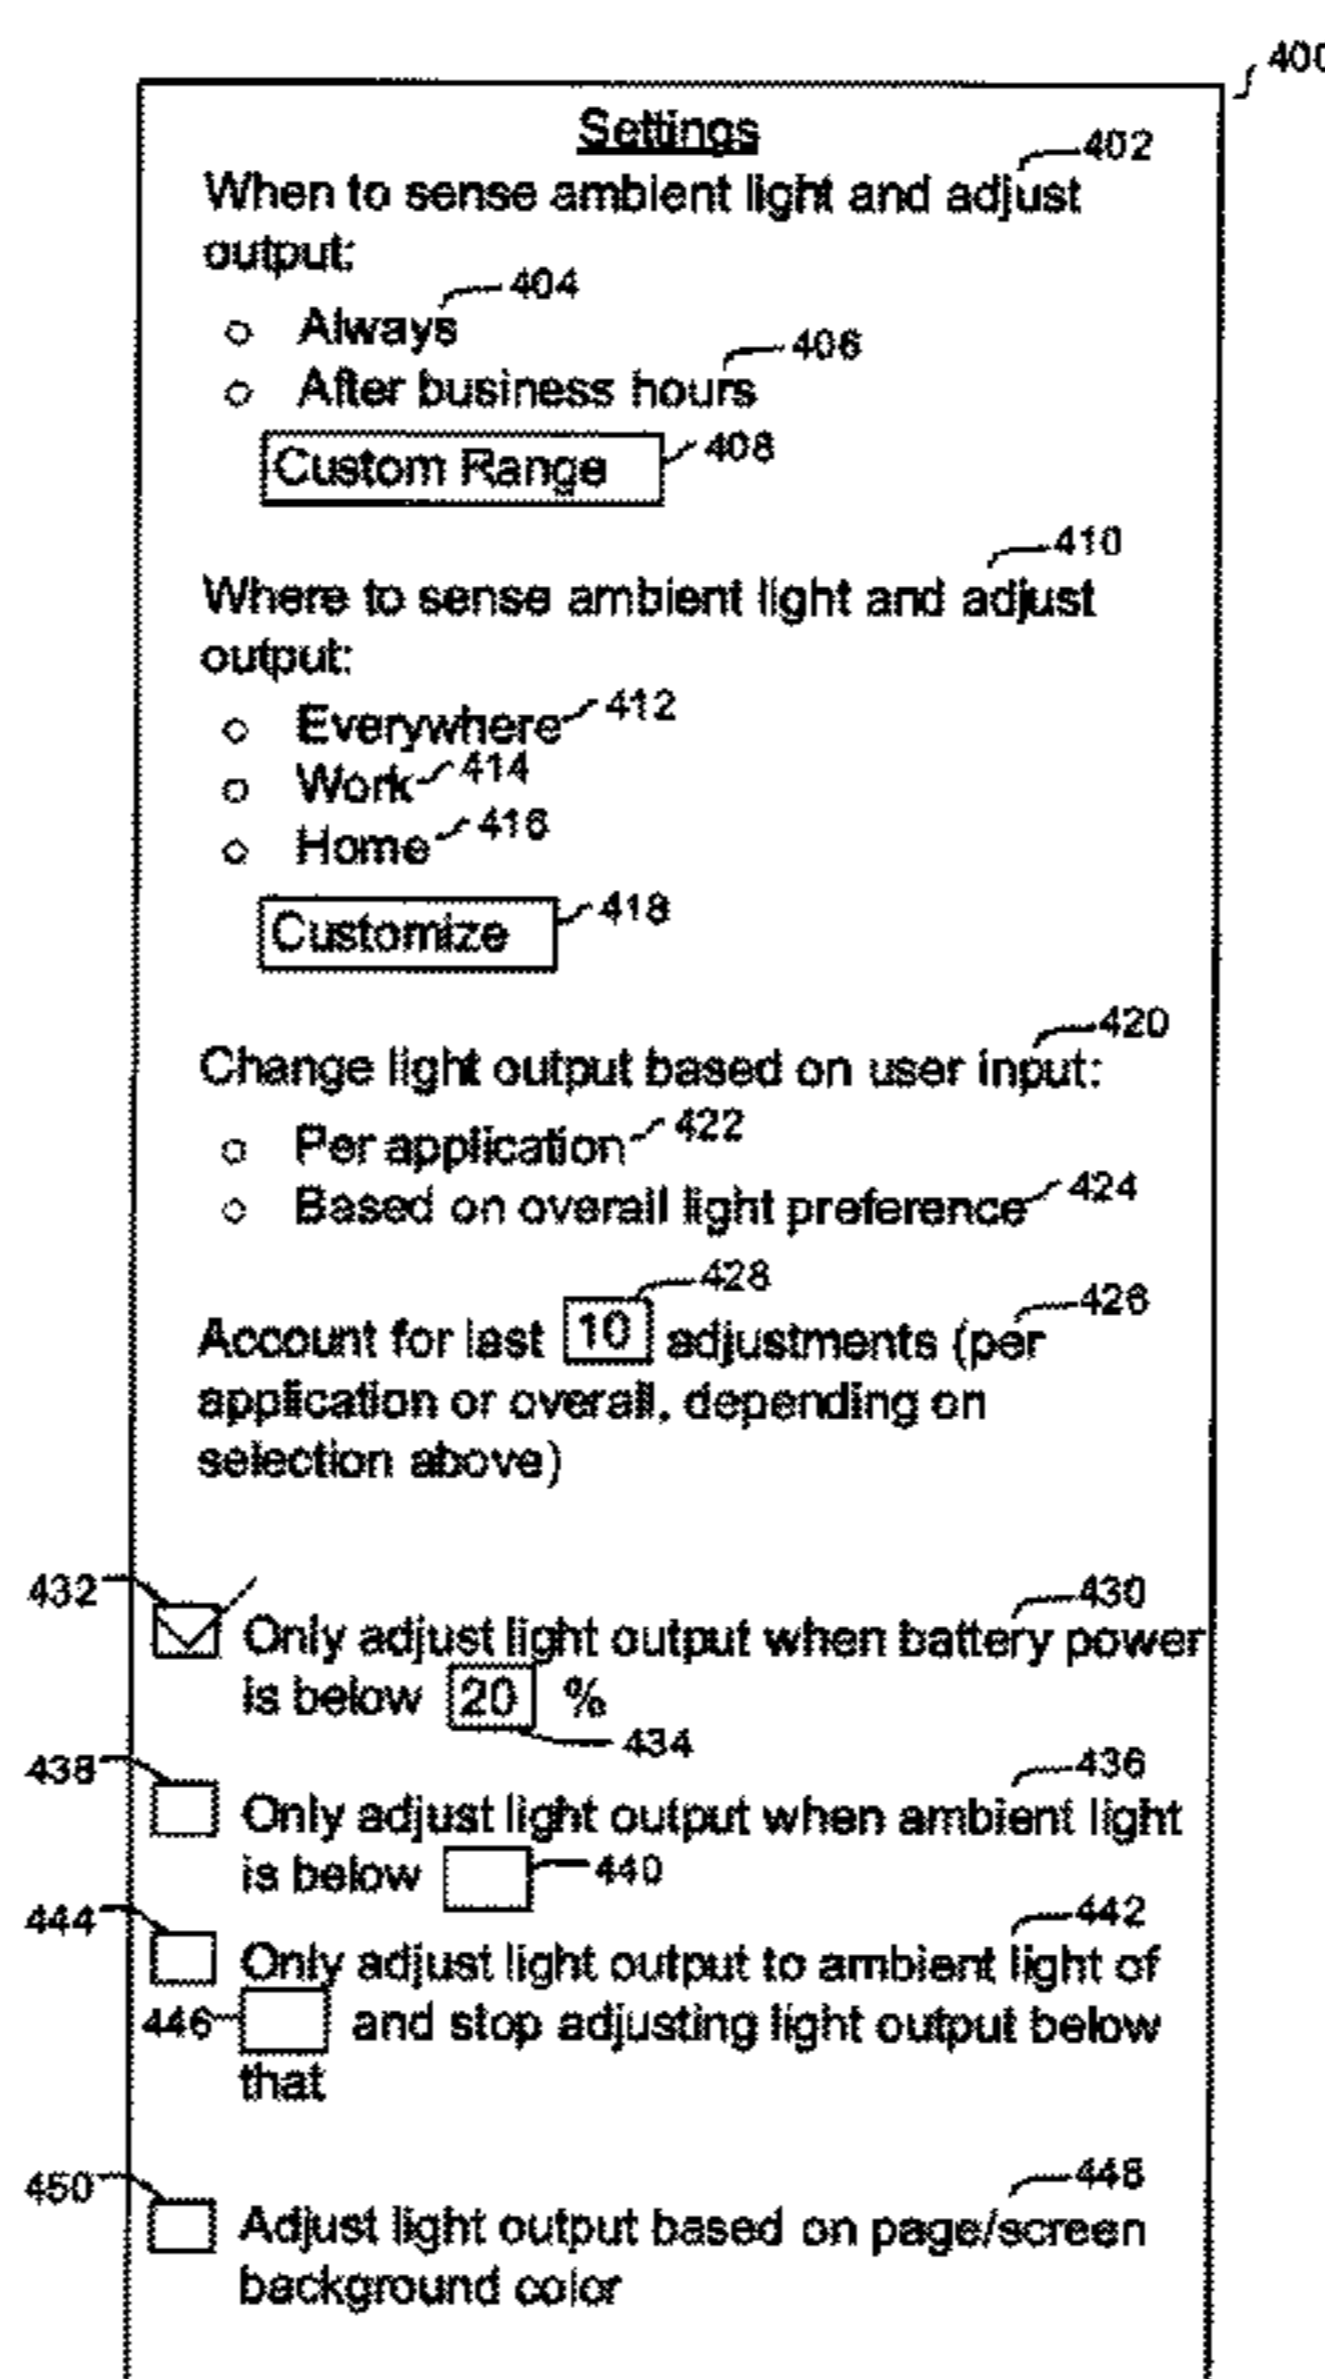 400
Settings
402
When to sense ambient light and adjust
output:
404
Always
406
After business hours
Custom Range 408
410
Where to sense ambient light and adjust
output:
Everywhere 412
Work 414
Home 416
Customize 418
420
Change light output based on user input:
Per application 422
Based on overall light preference 424
428
426
Account for last 10 adjustments (per
application or overall, depending on
selection above)
432
430
Only adjust light output when battery power
is below 20 %
434
438
436
Only adjust light output when ambient light
is below 440
444
442
Only adjust light output to ambient light of
446 and stop adjusting light output below
that
450
448
Adjust light output based on page/screen
background color